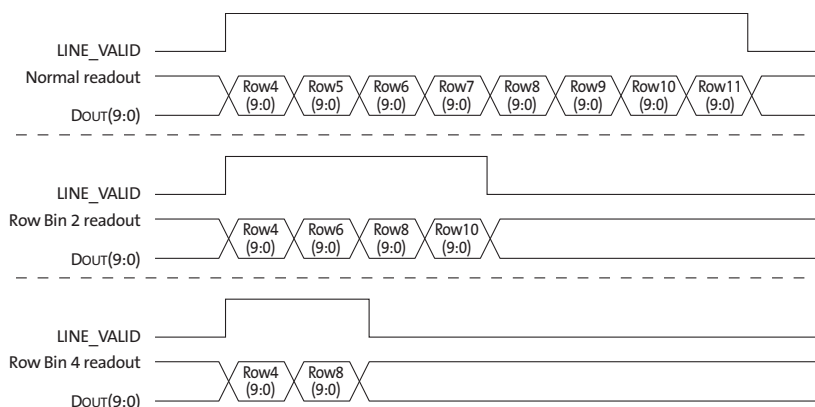 LINE_VALID
Normal readout
Row4 Row5 Row6 Row7 Row8 Row9 Row10 Row11
(9:0) (9:0) (9:0) (9:0) (9:0) (9:0) (9:0) (9:0)
DOUT(9:0)
LINE_VALID
Row Bin 2 readout
Row4 Row6 Row8 Row10
(9:0) (9:0) (9:0) (9:0)
DOUT(9:0)
LINE_VALID
Row Bin 4 readout
Row4 Row8
(9:0) (9:0)
DOUT(9:0)